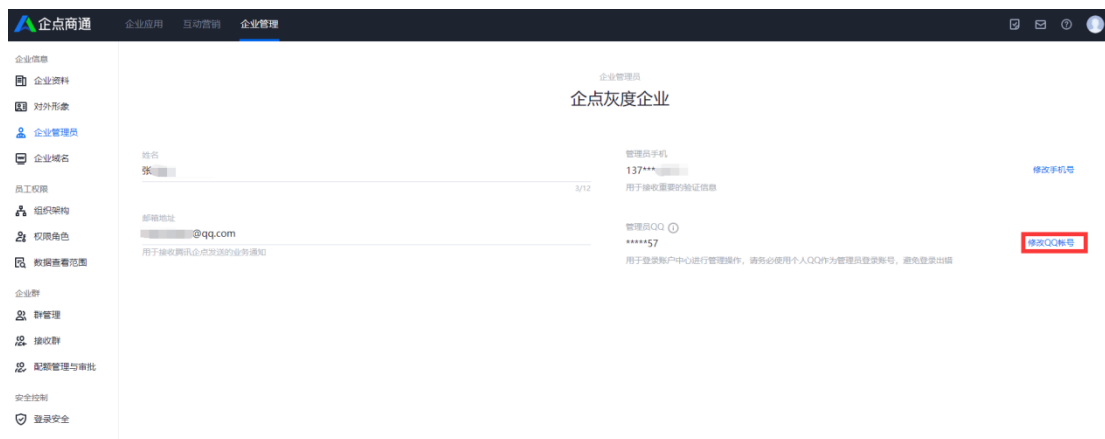 企点商通
企业应用 互动营销 企业管理
企业信息
企业资料
对外形象
企业管理员
企业域名
员工权限
组织架构
权限角色
数据查看范围
企业群
群管理
接收群
配额管理与审批
安全控制
登录安全
企业管理员
企点灰度企业
姓名
张
3/12
邮箱地址
@qq.com
用于接收腾讯企点发送的业务通知
管理员手机
137***
修改手机号
用于接收重要的验证信息
管理员QQ
*****57
修改QQ帐号
用于登录账户中心进行管理操作，请务必使用个人QQ作为管理员登录账号，避免登录出错